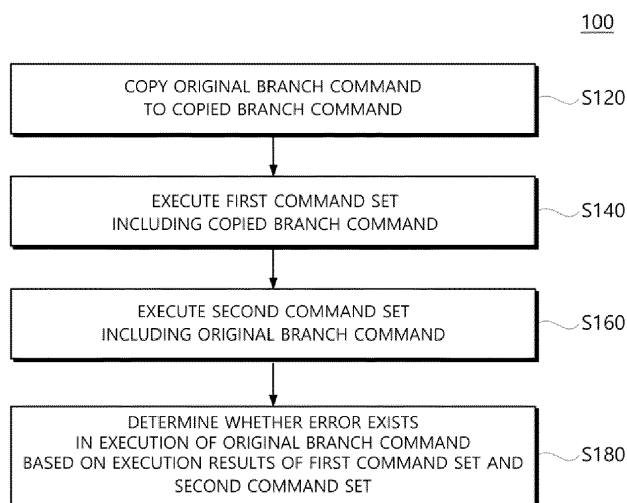 100
COPY ORIGINAL BRANCH COMMAND
TO COPIED BRANCH COMMAND
S120
EXECUTE FIRST COMMAND SET
INCLUDING COPIED BRANCH COMMAND
S140
EXECUTE SECOND COMMAND SET
INCLUDING ORIGINAL BRANCH COMMAND
S160
DETERMINE WHETHER ERROR EXISTS
IN EXECUTION OF ORIGINAL BRANCH COMMAND
BASED ON EXECUTION RESULTS OF FIRST COMMAND SET AND
SECOND COMMAND SET
S180